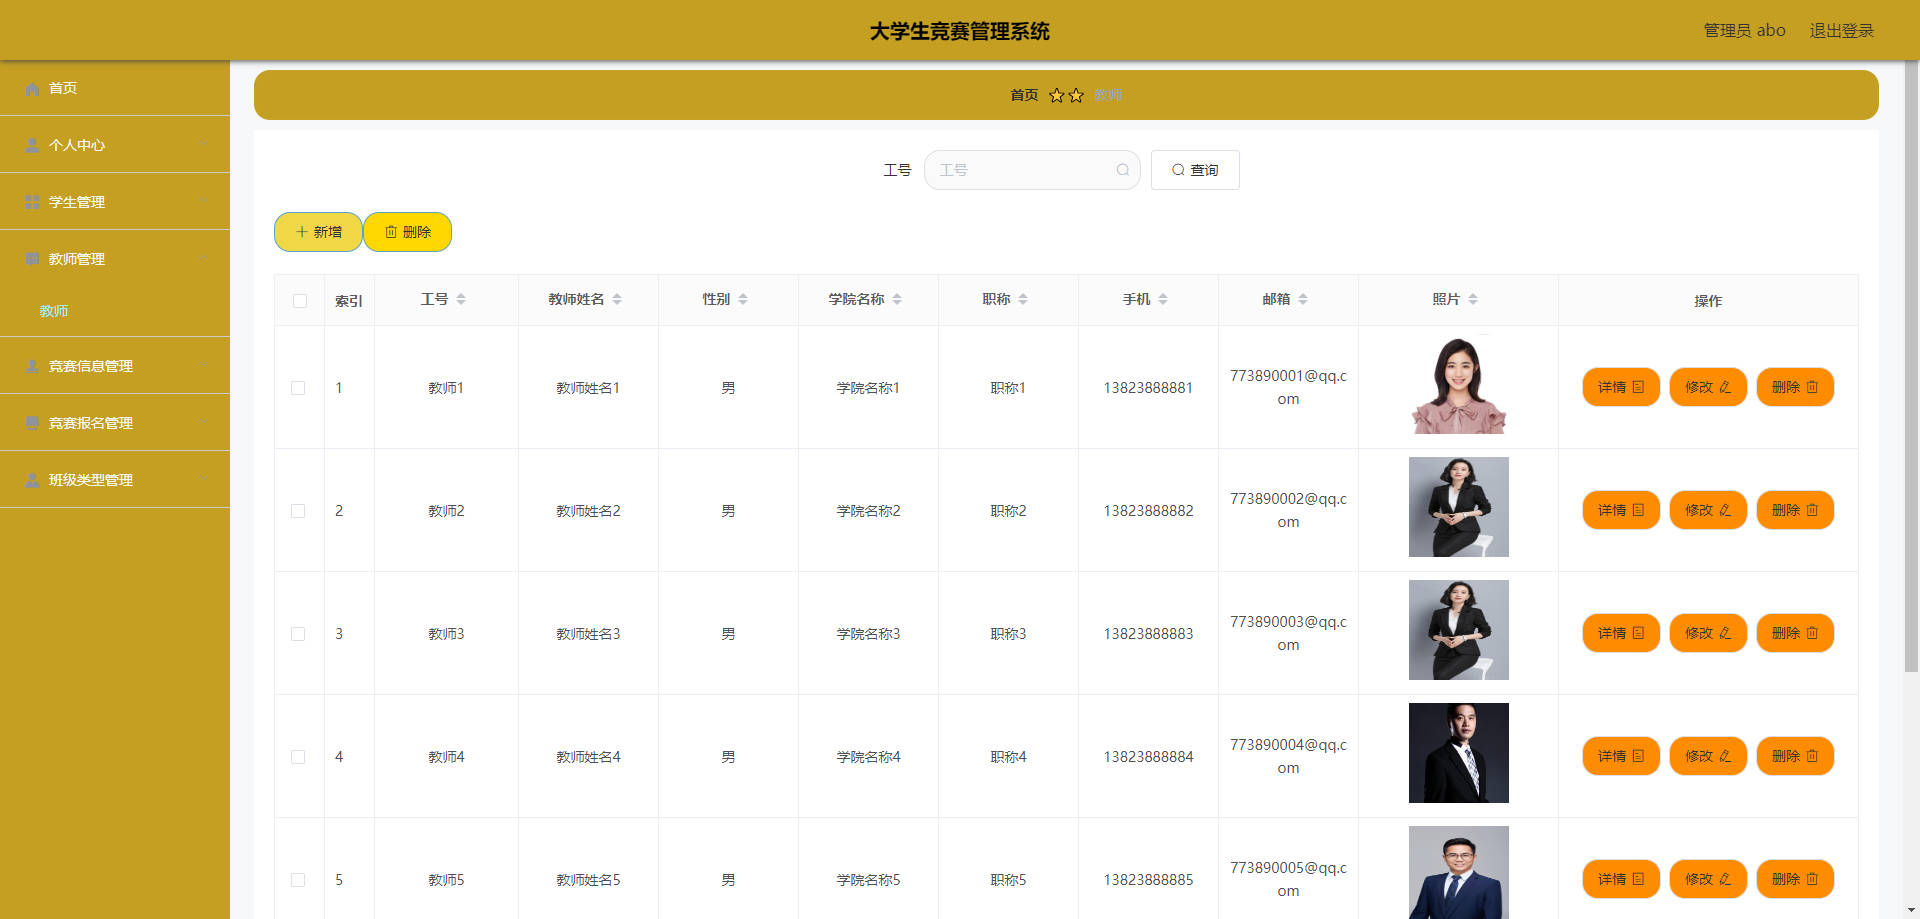 大学生竞赛管理系统
管理员 abo
退出登录
首页
个人中心
学生管理
教师管理
教师
竞赛信息管理
竞赛报名管理
班级类型管理
首页 教师
工号 工号 查询
新增 删除
索引 工号 教师姓名 性别 学院名称 职称 手机 邮箱 照片 操作
1 教师1 教师姓名1 男 学院名称1 职称1 13823888881 773890001@qq.c
om
详情 修改 删除
2 教师2 教师姓名2 男 学院名称2 职称2 13823888882 773890002@qq.c
om
详情 修改 删除
3 教师3 教师姓名3 男 学院名称3 职称3 13823888883 773890003@qq.c
om
详情 修改 删除
4 教师4 教师姓名4 男 学院名称4 职称4 13823888884 773890004@qq.c
om
详情 修改 删除
5 教师5 教师姓名5 男 学院名称5 职称5 13823888885 773890005@qq.c
om
详情 修改 删除